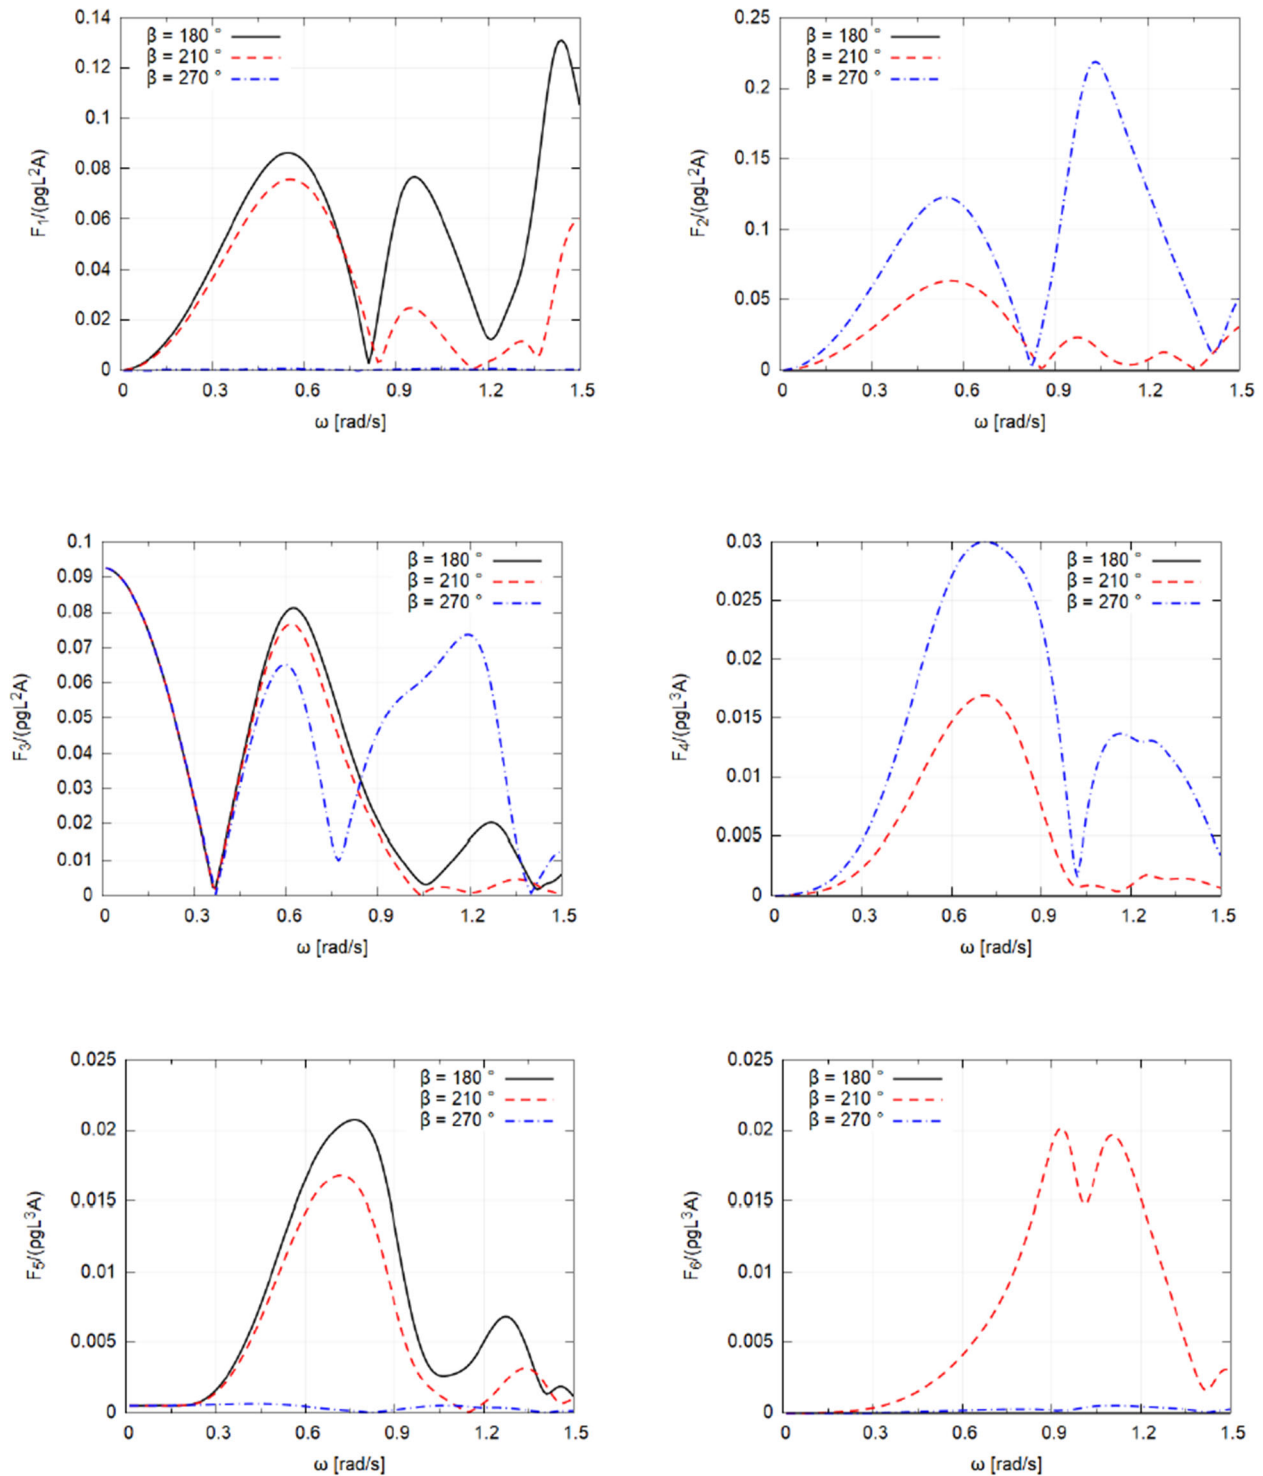 0.14
0.12
0.1
0.08
0.06
0.04
0.02
0
F1/(ρgL²A)
β = 180 °
β = 210 °
β = 270 °
0 0.3 0.6 0.9 1.2 1.5
ω [rad/s]
0.25
0.2
0.15
0.1
0.05
0
F2/(ρgL²A)
β = 180 °
β = 210 °
β = 270 °
0 0.3 0.6 0.9 1.2 1.5
ω [rad/s]
0.1
0.09
0.08
0.07
0.06
0.05
0.04
0.03
0.02
0.01
0
F3/(ρgL²A)
β = 180 °
β = 210 °
β = 270 °
0 0.3 0.6 0.9 1.2 1.5
ω [rad/s]
0.03
0.025
0.02
0.015
0.01
0.005
0
F4/(ρgL³A)
β = 180 °
β = 210 °
β = 270 °
0 0.3 0.6 0.9 1.2 1.5
ω [rad/s]
0.025
0.02
0.015
0.01
0.005
0
F5/(ρgL³A)
β = 180 °
β = 210 °
β = 270 °
0 0.3 0.6 0.9 1.2 1.5
ω [rad/s]
0.025
0.02
0.015
0.01
0.005
0
F6/(ρgL³A)
β = 180 °
β = 210 °
β = 270 °
0 0.3 0.6 0.9 1.2 1.5
ω [rad/s]